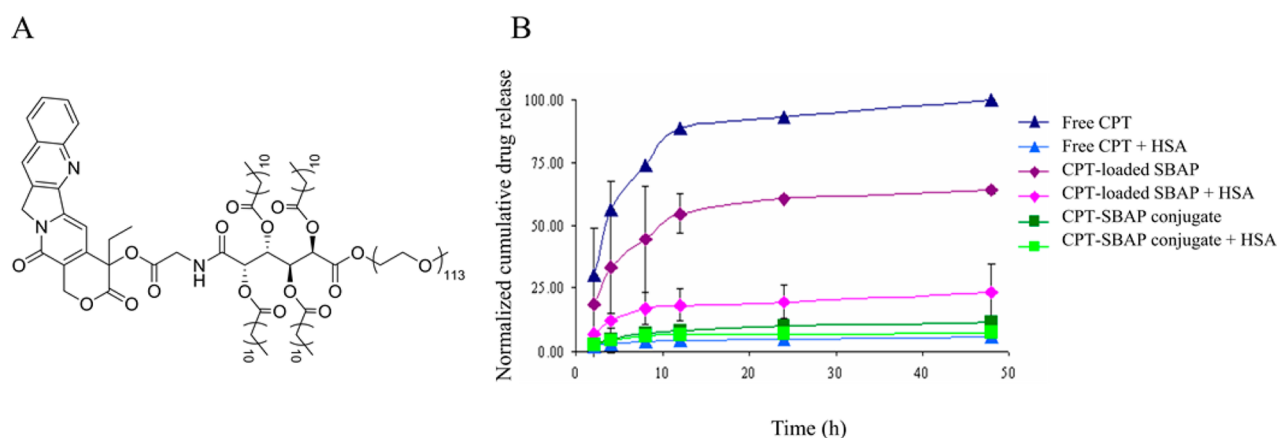 A
B
10
10
O
O
O
O
N
N
O
O
O
O
O
O
N
H
O
O
O
O
O
113
O
O
O
O
O
10
10
Normalized cumulative drug release
100.00
75.00
50.00
25.00
0.00
0
10
20
30
40
50
Time (h)
Free CPT
Free CPT + HSA
CPT-loaded SBAP
CPT-loaded SBAP + HSA
CPT-SBAP conjugate
CPT-SBAP conjugate + HSA